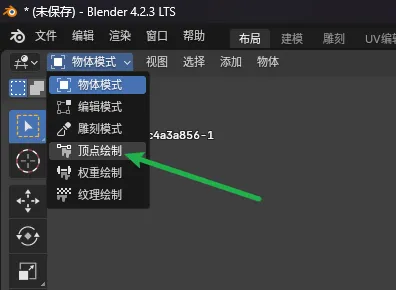 * (未保存) - Blender 4.2.3 LTS
文件 编辑 渲染 窗口 帮助 布局 建模 雕刻 UV编
物体模式 视图 选择 添加 物体
物体模式
编辑模式
雕刻模式
顶点绘制 c4a3a856-1
权重绘制
纹理绘制